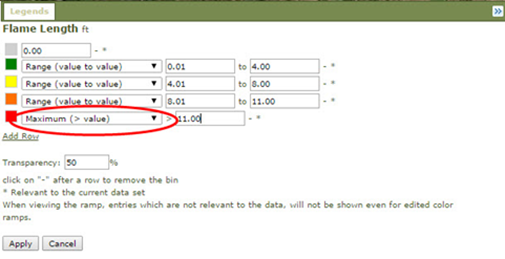 Legends »
Flame Length ft
0.00 - *
Range (value to value) 0.01 to 4.00 - *
Range (value to value) 4.01 to 8.00 - *
Range (value to value) 8.01 to 11.00 - *
Maximum (> value) > 11.00 - *
Add Row
Transparency: 50 %
click on "-" after a row to remove the bin
* Relevant to the current data set
When viewing the ramp, entries which are not relevant to the data, will not be shown even for edited color
ramps.
Apply Cancel